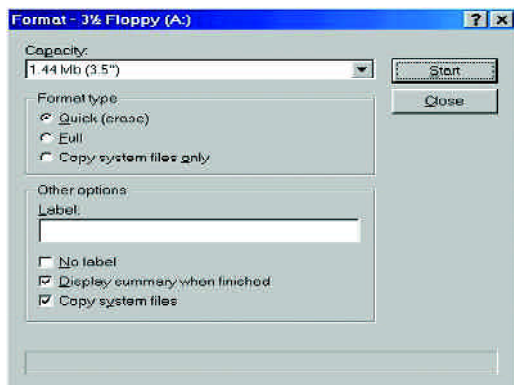 Format - 3½ Floppy (A:)
Capacity:
1.44 Mb (3.5")
Start
Close
Format type
Quick (erase)
Full
Copy system files only
Other options
Label:
No label
Display summary when finished
Copy system files